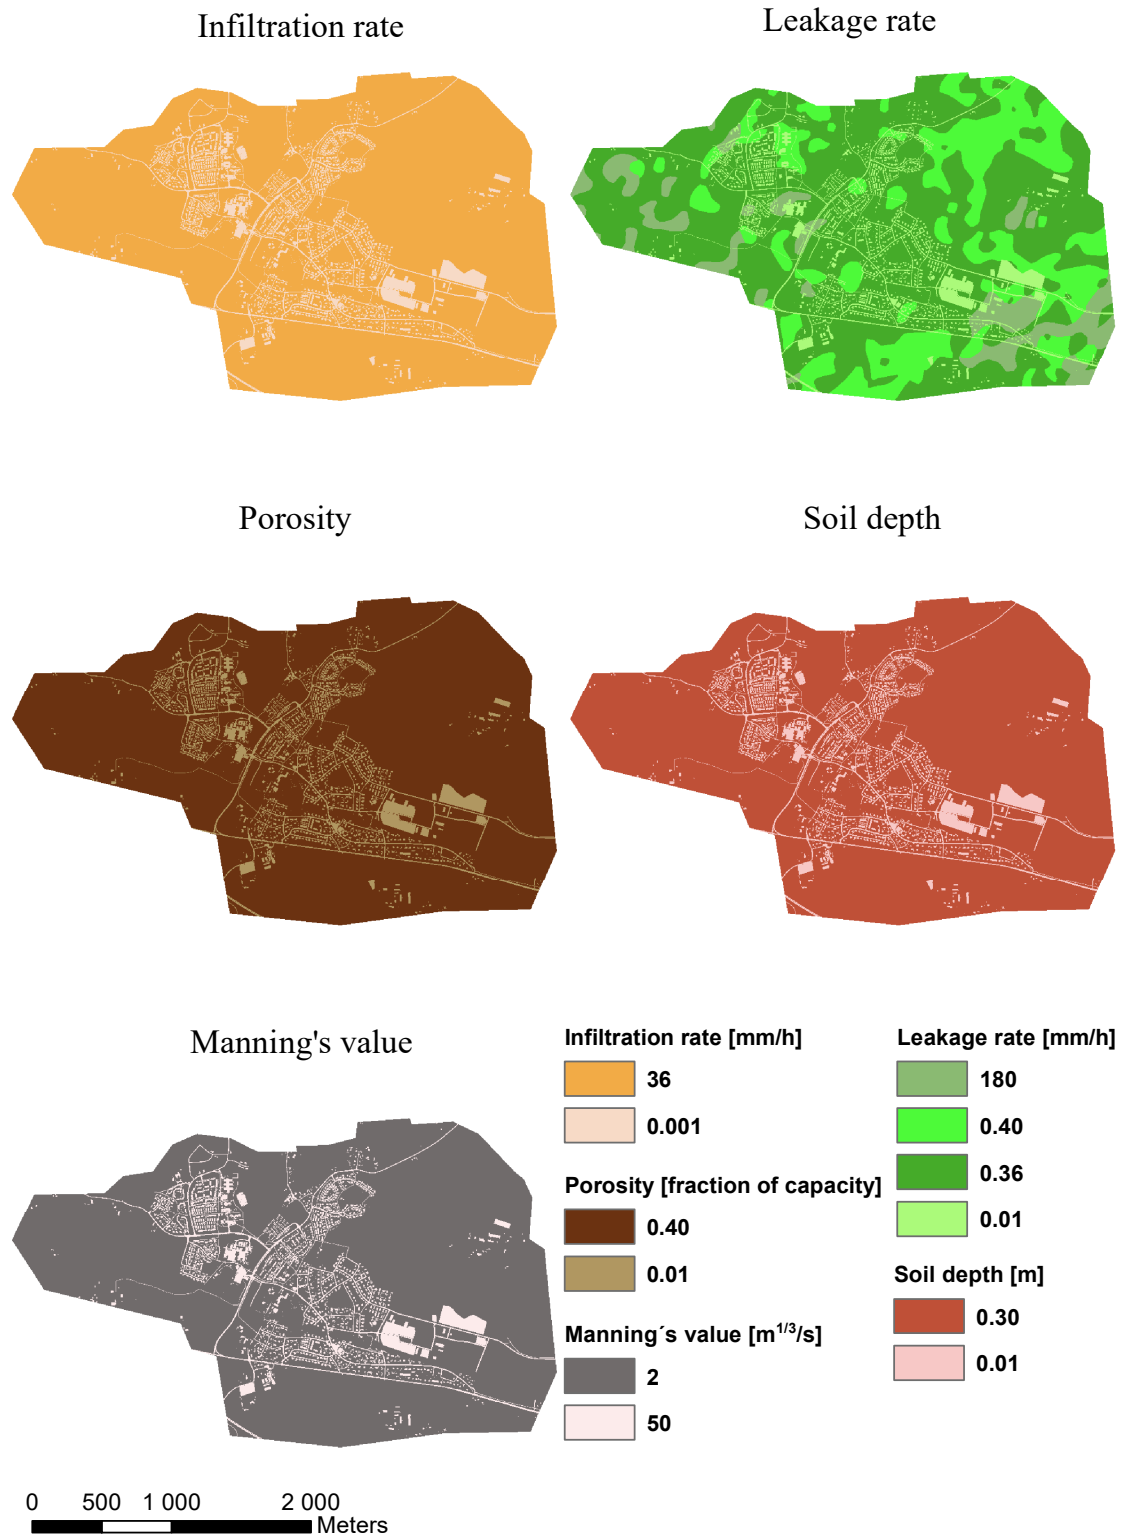 Infiltration rate
Leakage rate
Porosity
Soil depth
Manning's value
Infiltration rate [mm/h]
36
0.001
Porosity [fraction of capacity]
0.40
0.01
Manning´s value [m^1/3/s]
2
50
Leakage rate [mm/h]
180
0.40
0.36
0.01
Soil depth [m]
0.30
0.01
0 500 1 000 2 000
Meters